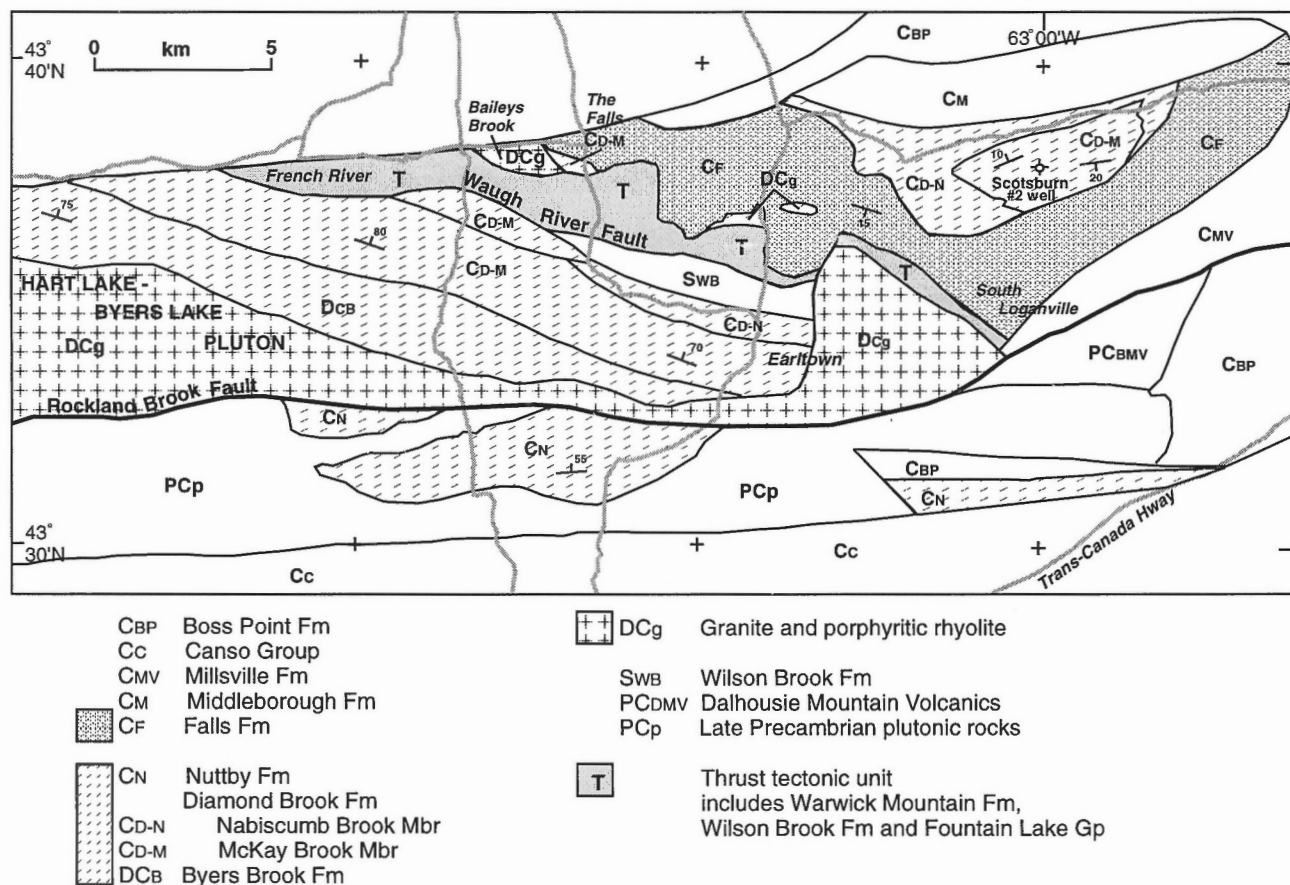 0 km 5
43°
40'N
63°00'W
CBP
Baileys
Brook
The
Falls
CD-M
CM
DCg
French River
T
T
CF
DCg
10
CD-M
20
CD-N
Scotsburn
#2 well
CF
75
80
Waugh River Fault
CD-M
15
T
T
CMV
SWB
CD-M
HART LAKE -
BYERS LAKE
PLUTON
DCB
DCg
CD-N
South
Loganville
70
Earltown
DCg
PCBMV
CBP
Rockland Brook Fault
CN
CN
55
PCp
PCp
CBP
CN
43°
30'N
Cc
Cc
Trans-Canada Hway
CBP Boss Point Fm
Cc Canso Group
CMV Millsville Fm
CM Middleborough Fm
CF Falls Fm
CN Nuttby Fm
Diamond Brook Fm
CD-N Nabiscumb Brook Mbr
CD-M McKay Brook Mbr
DCB Byers Brook Fm
DCg Granite and porphyritic rhyolite
SWB Wilson Brook Fm
PCDMV Dalhousie Mountain Volcanics
PCp Late Precambrian plutonic rocks
T Thrust tectonic unit
includes Warwick Mountain Fm,
Wilson Brook Fm and Fountain Lake Gp